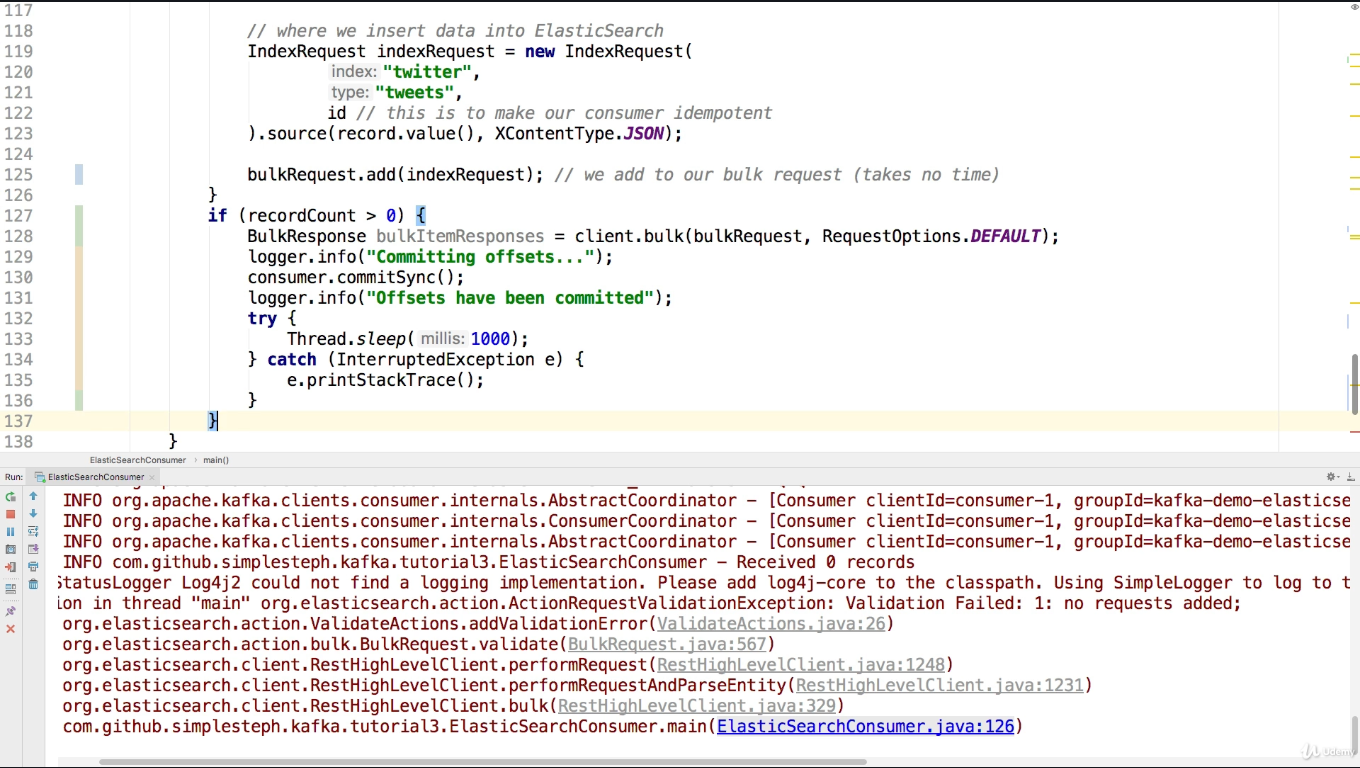 117
118 // where we insert data into ElasticSearch
119 IndexRequest indexRequest = new IndexRequest(
120 index: "twitter",
121 type: "tweets",
122 id // this is to make our consumer idempotent
123 ).source(record.value(), XContentType.JSON);
124
125 bulkRequest.add(indexRequest); // we add to our bulk request (takes no time)
126 }
127 if (recordCount > 0) {
128 BulkResponse bulkItemResponses = client.bulk(bulkRequest, RequestOptions.DEFAULT);
129 logger.info("Committing offsets...");
130 consumer.commitSync();
131 logger.info("Offsets have been committed");
132 try {
133 Thread.sleep( millis: 1000);
134 } catch (InterruptedException e) {
135 e.printStackTrace();
136 }
137 }
138 }
ElasticSearchConsumer › main()
Run: ElasticSearchConsumer ×
INFO org.apache.kafka.clients.consumer.internals.AbstractCoordinator - [Consumer clientId=consumer-1, groupId=kafka-demo-elasticse
INFO org.apache.kafka.clients.consumer.internals.ConsumerCoordinator - [Consumer clientId=consumer-1, groupId=kafka-demo-elasticse
INFO org.apache.kafka.clients.consumer.internals.AbstractCoordinator - [Consumer clientId=consumer-1, groupId=kafka-demo-elasticse
INFO com.github.simplesteph.kafka.tutorial3.ElasticSearchConsumer - Received 0 records
StatusLogger Log4j2 could not find a logging implementation. Please add log4j-core to the classpath. Using SimpleLogger to log to t
ion in thread "main" org.elasticsearch.action.ActionRequestValidationException: Validation Failed: 1: no requests added;
org.elasticsearch.action.ValidateActions.addValidationError(ValidateActions.java:26)
org.elasticsearch.action.bulk.BulkRequest.validate(BulkRequest.java:567)
org.elasticsearch.client.RestHighLevelClient.performRequest(RestHighLevelClient.java:1248)
org.elasticsearch.client.RestHighLevelClient.performRequestAndParseEntity(RestHighLevelClient.java:1231)
org.elasticsearch.client.RestHighLevelClient.bulk(RestHighLevelClient.java:329)
com.github.simplesteph.kafka.tutorial3.ElasticSearchConsumer.main(ElasticSearchConsumer.java:126)
Udemy